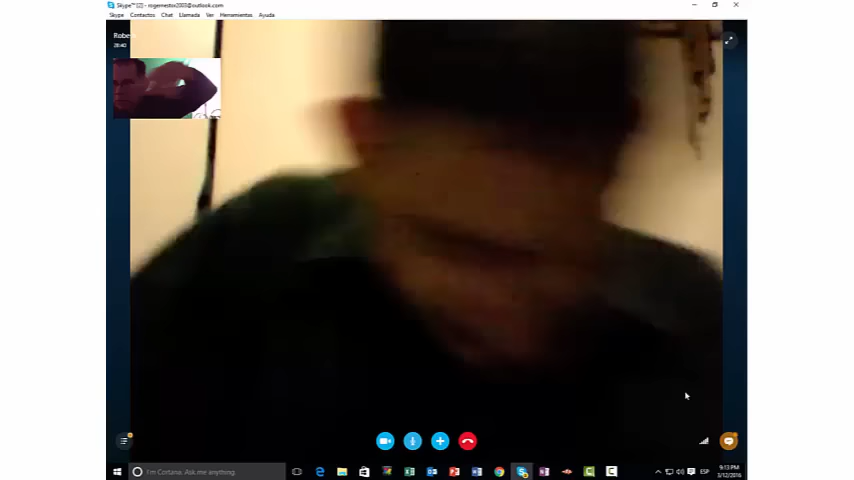 Skype™ [2] - rogernestor2003@outlook.com
Skype Contactos Chat Llamada Ver Herramientas Ayuda
Robe
28:40
I'm Cortana. Ask me anything.
ESP
9:13 PM
3/12/2016